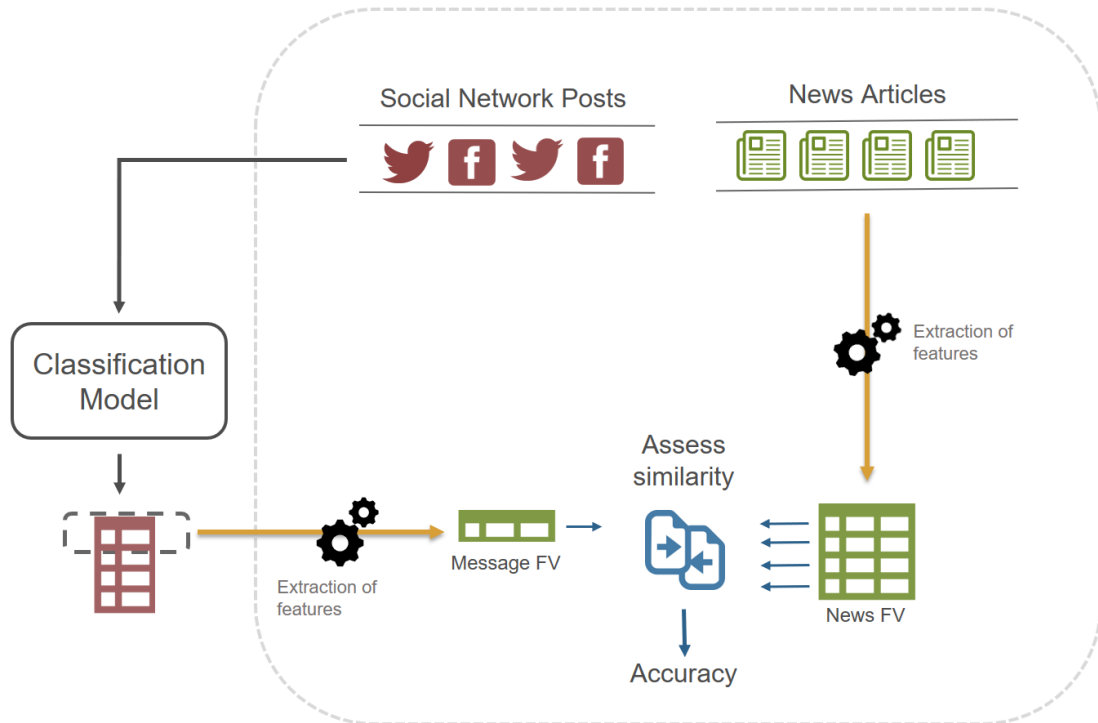 Social Network Posts
News Articles
Extraction of
features
Classification
Model
Assess
similarity
Message FV
Extraction of
features
News FV
Accuracy